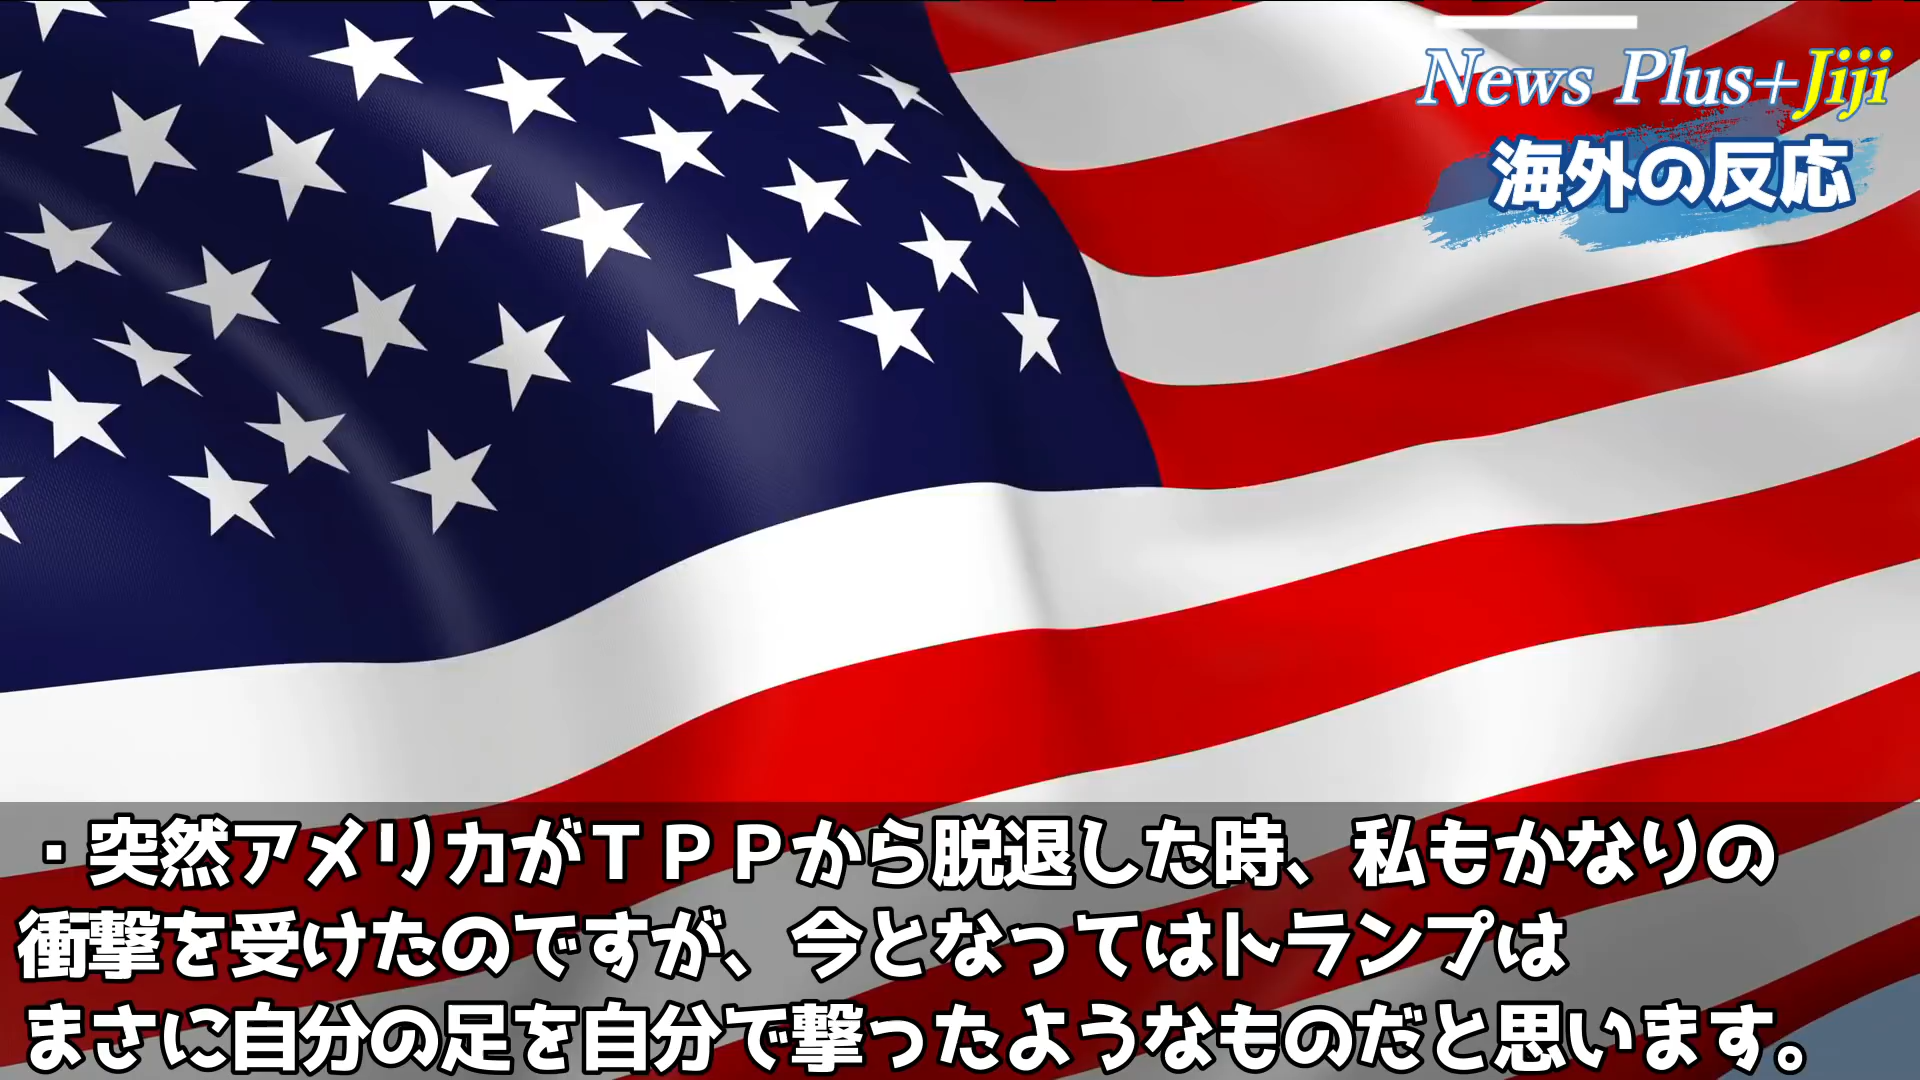 News Plus+Jiji
海外の反応
・突然アメリカがＴＰＰから脱退した時、私もかなりの
衝撃を受けたのですが、今となってはトランプは
まさに自分の足を自分で撃ったようなものだと思います。